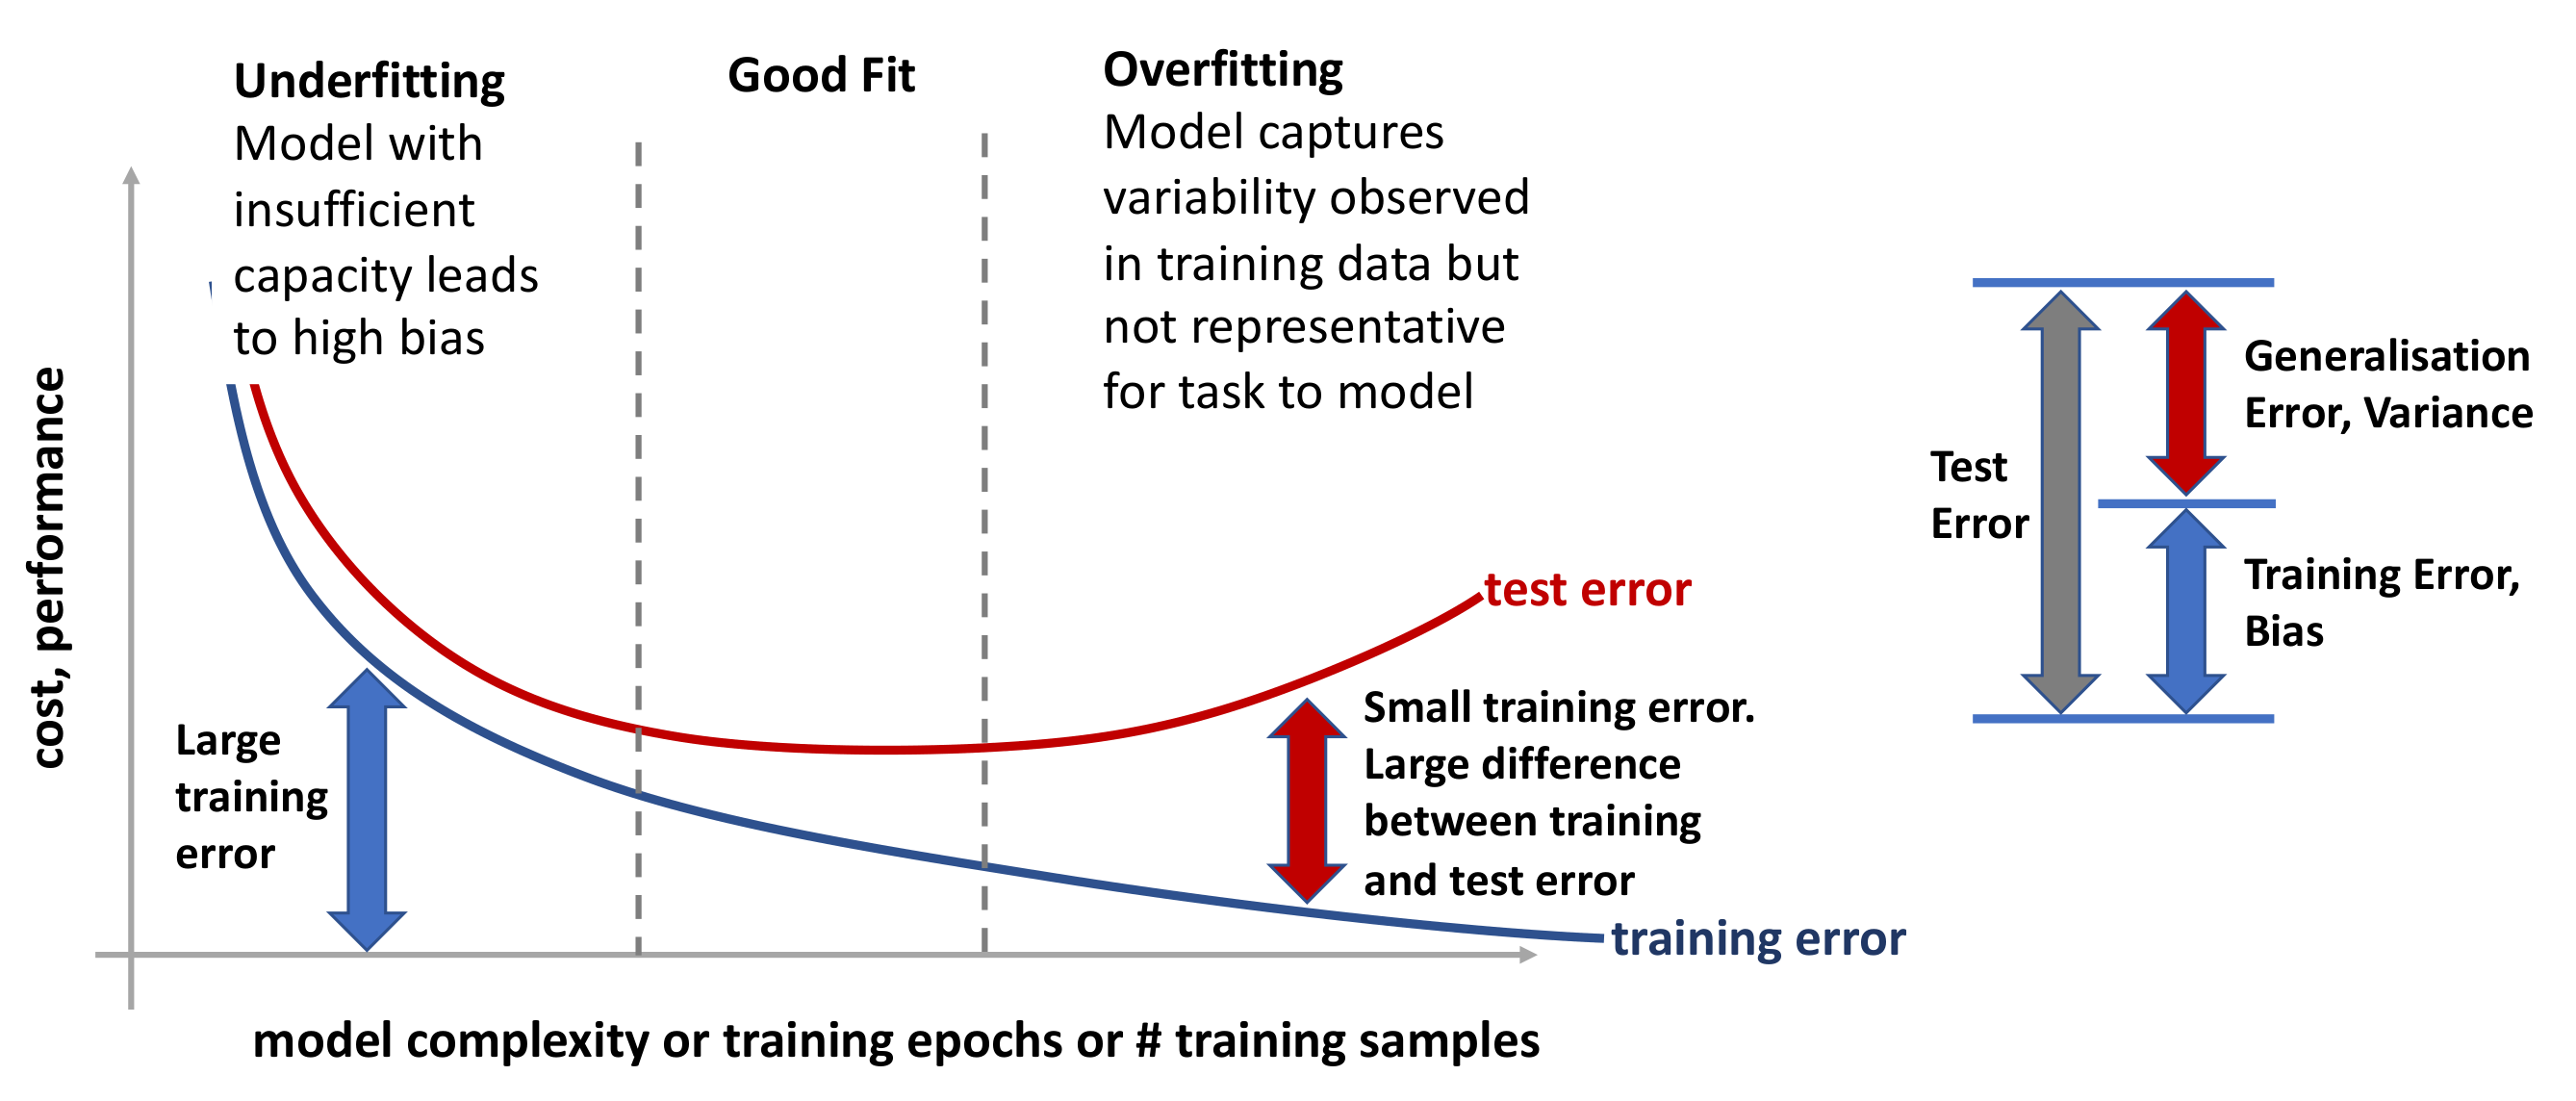 Underfitting
Model with
insufficient
capacity leads
to high bias
Good Fit
Overfitting
Model captures
variability observed
in training data but
not representative
for task to model
cost, performance
Large
training
error
test error
Small training error.
Large difference
between training
and test error
training error
model complexity or training epochs or # training samples
Test
Error
Generalisation
Error, Variance
Training Error,
Bias